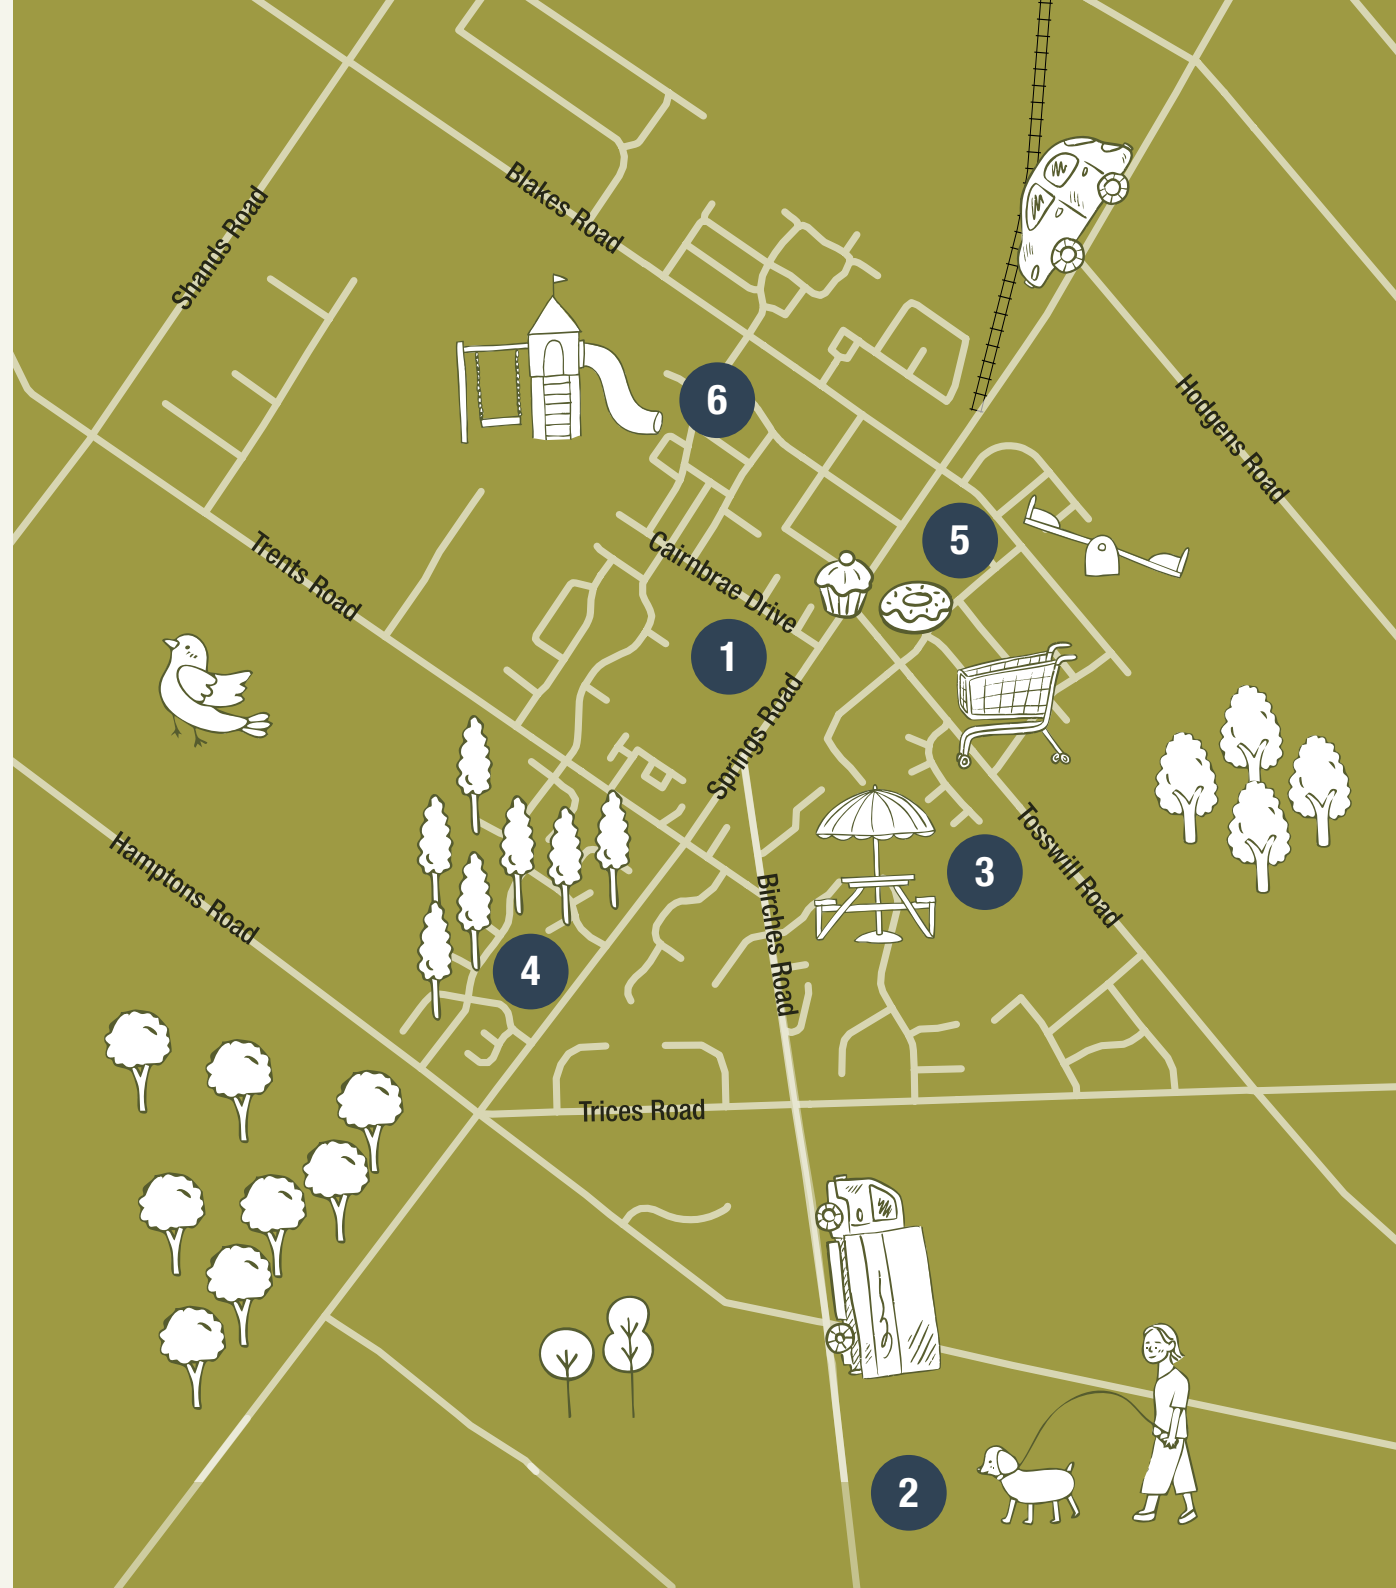 Blakes Road
Shands Road
6
Hodgens Road
Trents Road
Cairnbrae Drive
5
1
Springs Road
Hamptons Road
Tosswill Road
3
Birches Road
4
Trices Road
2